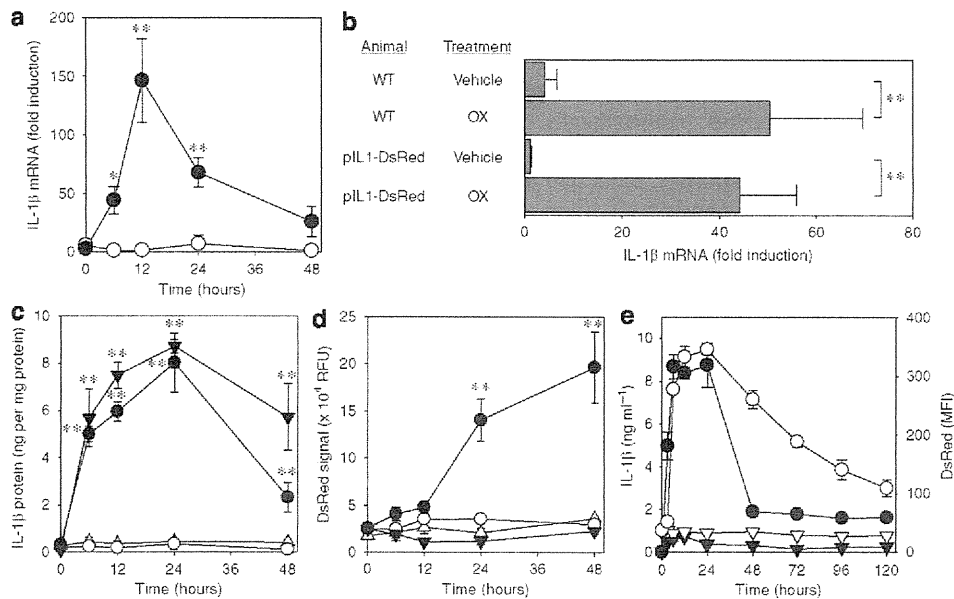 a
IL-1β mRNA (fold induction)
200
150
100
50
0
**
*
**
0 12 24 36 48
Time (hours)
b
Animal Treatment
WT Vehicle
WT OX
pIL1-DsRed Vehicle
pIL1-DsRed OX
**
**
0 20 40 60 80
IL-1β mRNA (fold induction)
c
IL-1β protein (ng per mg protein)
10
8
6
4
2
0
**
**
**
**
**
**
**
**
0 12 24 36 48
Time (hours)
d
DsRed signal (× 10⁴ RFU)
25
20
15
10
5
0
**
**
0 12 24 36 48
Time (hours)
e
IL-1β (ng ml⁻¹)
10
8
6
4
2
0
400
300
200
100
0
DsRed (MFI)
0 24 48 72 96 120
Time (hours)